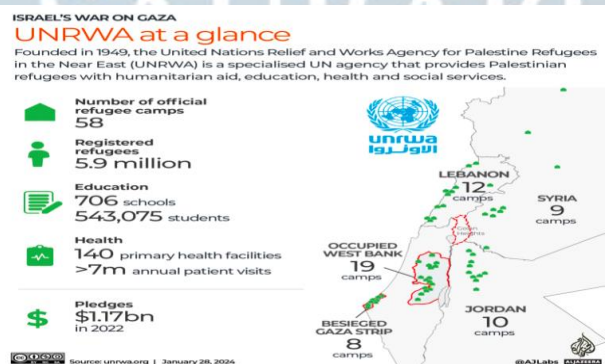 ISRAEL'S WAR ON GAZA
UNRWA at a glance
Founded in 1949, the United Nations Relief and Works Agency for Palestine Refugees
in the Near East (UNRWA) is a specialised UN agency that provides Palestinian
refugees with humanitarian aid, education, health and social services.
Number of official
refugee camps
58
Registered
refugees
5.9 million
Education
706 schools
543,075 students
Health
140 primary health facilities
>7m annual patient visits
Pledges
$1.17bn
in 2022
unrwa
الأونروا
LEBANON
12
camps
SYRIA
9
camps
Golan
Heights
OCCUPIED
WEST BANK
19
camps
JORDAN
10
camps
BESIEGED
GAZA STRIP
8
camps
Source: unrwa.org | January 28, 2024
@AJLabs
ALJAZEERA